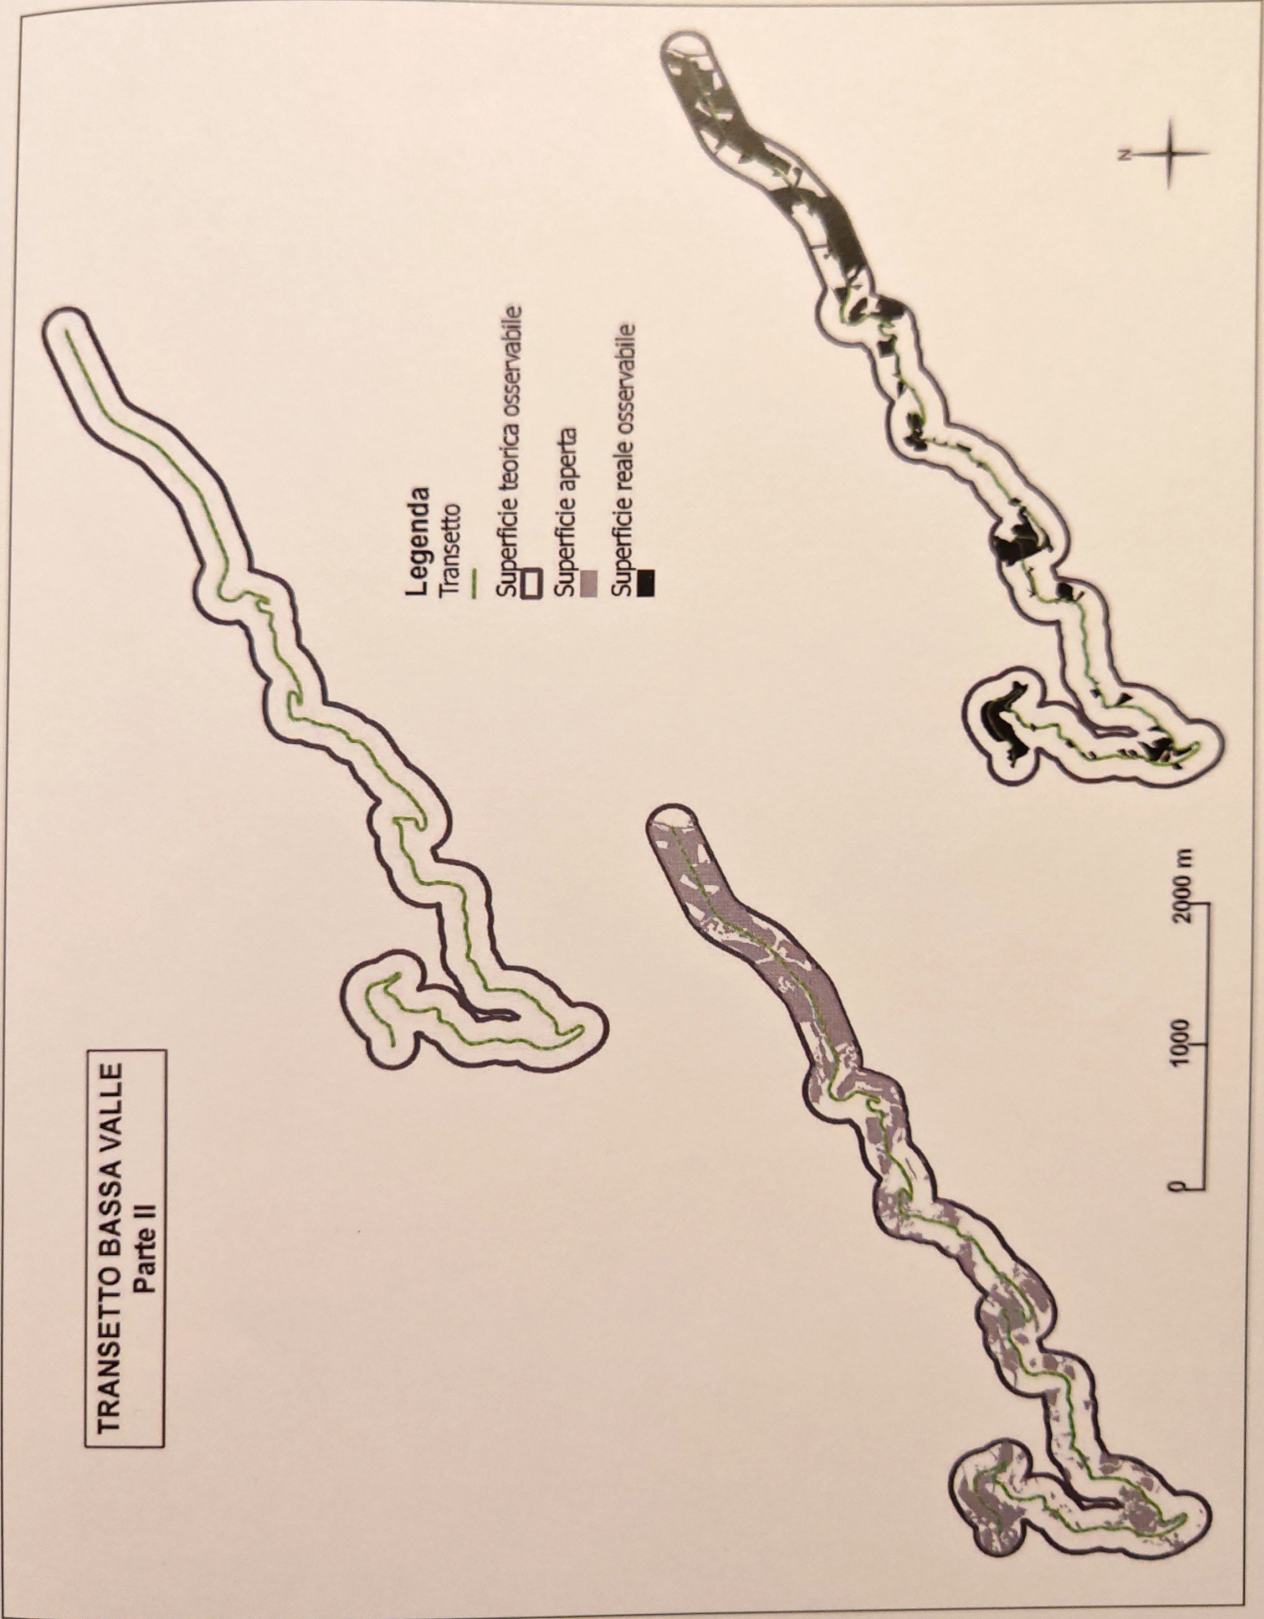 TRANSETTO BASSA VALLE
Parte II
Legenda
Transetto
Superficie teorica osservabile
Superficie aperta
Superficie reale osservabile
0 1000 2000 m
N